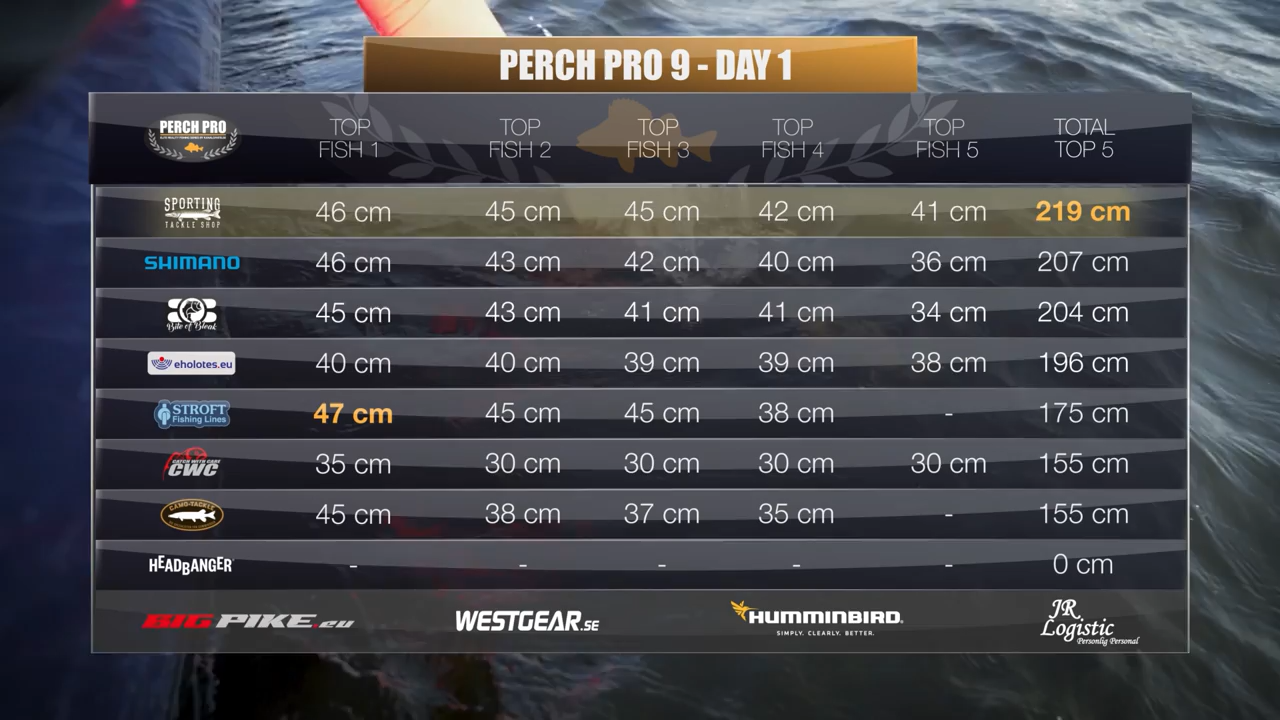 PERCH PRO 9 - DAY 1
PERCH PRO
TOP FISH 1 TOP FISH 2 TOP FISH 3 TOP FISH 4 TOP FISH 5 TOTAL TOP 5
SPORTING TACKLE SHOP 46 cm 45 cm 45 cm 42 cm 41 cm 219 cm
SHIMANO 46 cm 43 cm 42 cm 40 cm 36 cm 207 cm
Bite of Bleak 45 cm 43 cm 41 cm 41 cm 34 cm 204 cm
eholotes.eu 40 cm 40 cm 39 cm 39 cm 38 cm 196 cm
STROFT Fishing Lines 47 cm 45 cm 45 cm 38 cm - 175 cm
CATCH WITH CARE CWC 35 cm 30 cm 30 cm 30 cm 30 cm 155 cm
CAMO-TACKLE 45 cm 38 cm 37 cm 35 cm - 155 cm
HEADBANGER - - - - - 0 cm
BIG PIKE.eu WESTGEAR.SE HUMMINBIRD. SIMPLY. CLEARLY. BETTER. JR Logistic Personlig Personal